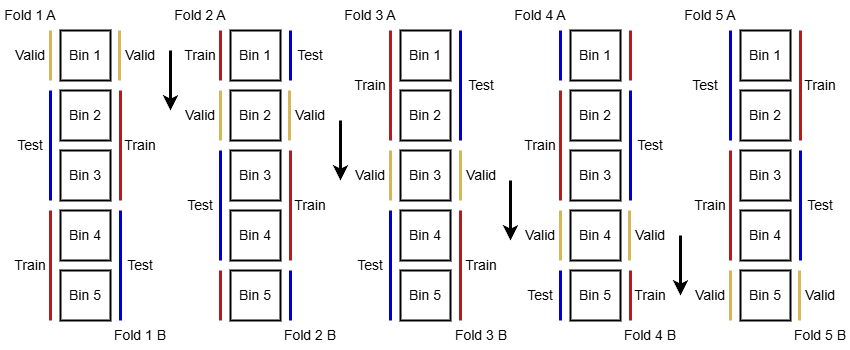 Fold 1 A
Fold 2 A
Fold 3 A
Fold 4 A
Fold 5 A
Valid
Bin 1
Valid
Train
Bin 1
Test
Bin 1
Bin 1
Bin 1
Train
Test
Test
Train
Bin 2
Valid
Bin 2
Valid
Bin 2
Bin 2
Bin 2
Test
Train
Train
Test
Bin 3
Bin 3
Valid
Bin 3
Valid
Bin 3
Bin 3
Test
Train
Train
Test
Bin 4
Bin 4
Bin 4
Valid
Bin 4
Valid
Bin 4
Train
Test
Test
Train
Bin 5
Bin 5
Bin 5
Test
Bin 5
Train
Valid
Bin 5
Valid
Fold 1 B
Fold 2 B
Fold 3 B
Fold 4 B
Fold 5 B